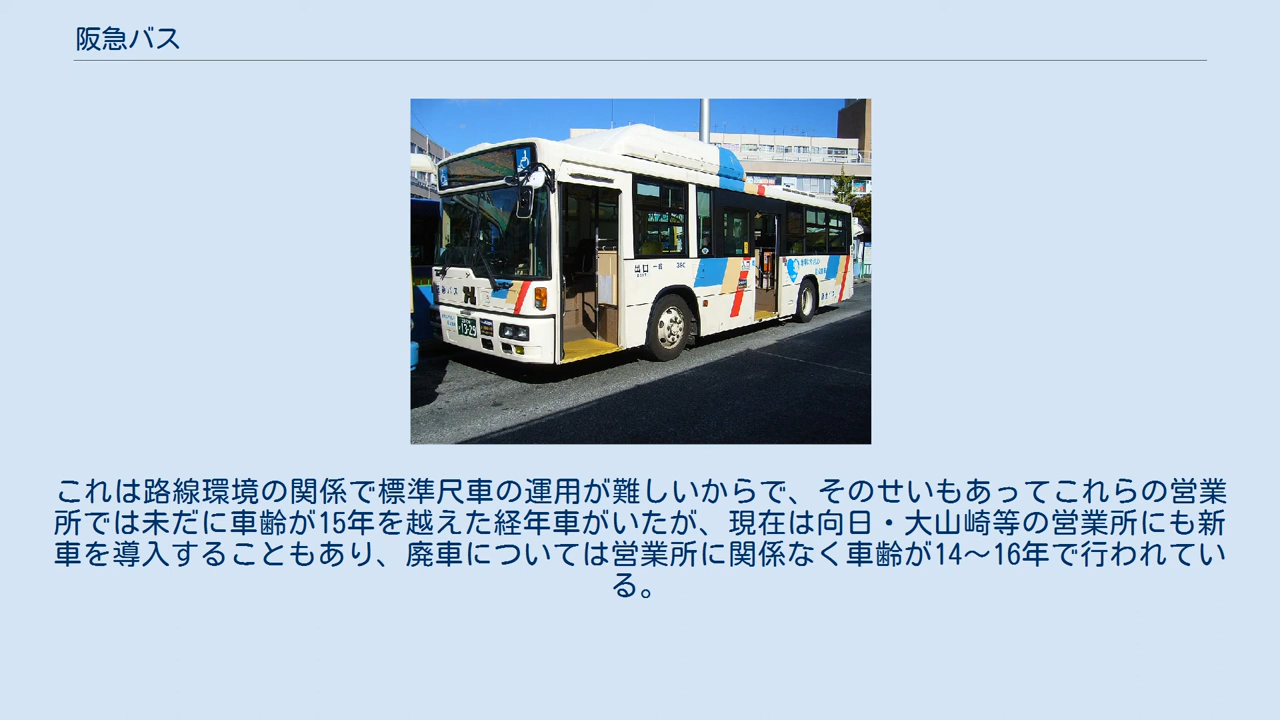 阪急バス
出口
バス
13-29
これは路線環境の関係で標準尺車の運用が難しいからで、そのせいもあってこれらの営業
所では未だに車齢が15年を越えた経年車がいたが、現在は向日・大山崎等の営業所にも新
車を導入することもあり、廃車については営業所に関係なく車齢が14～16年で行われてい
る。